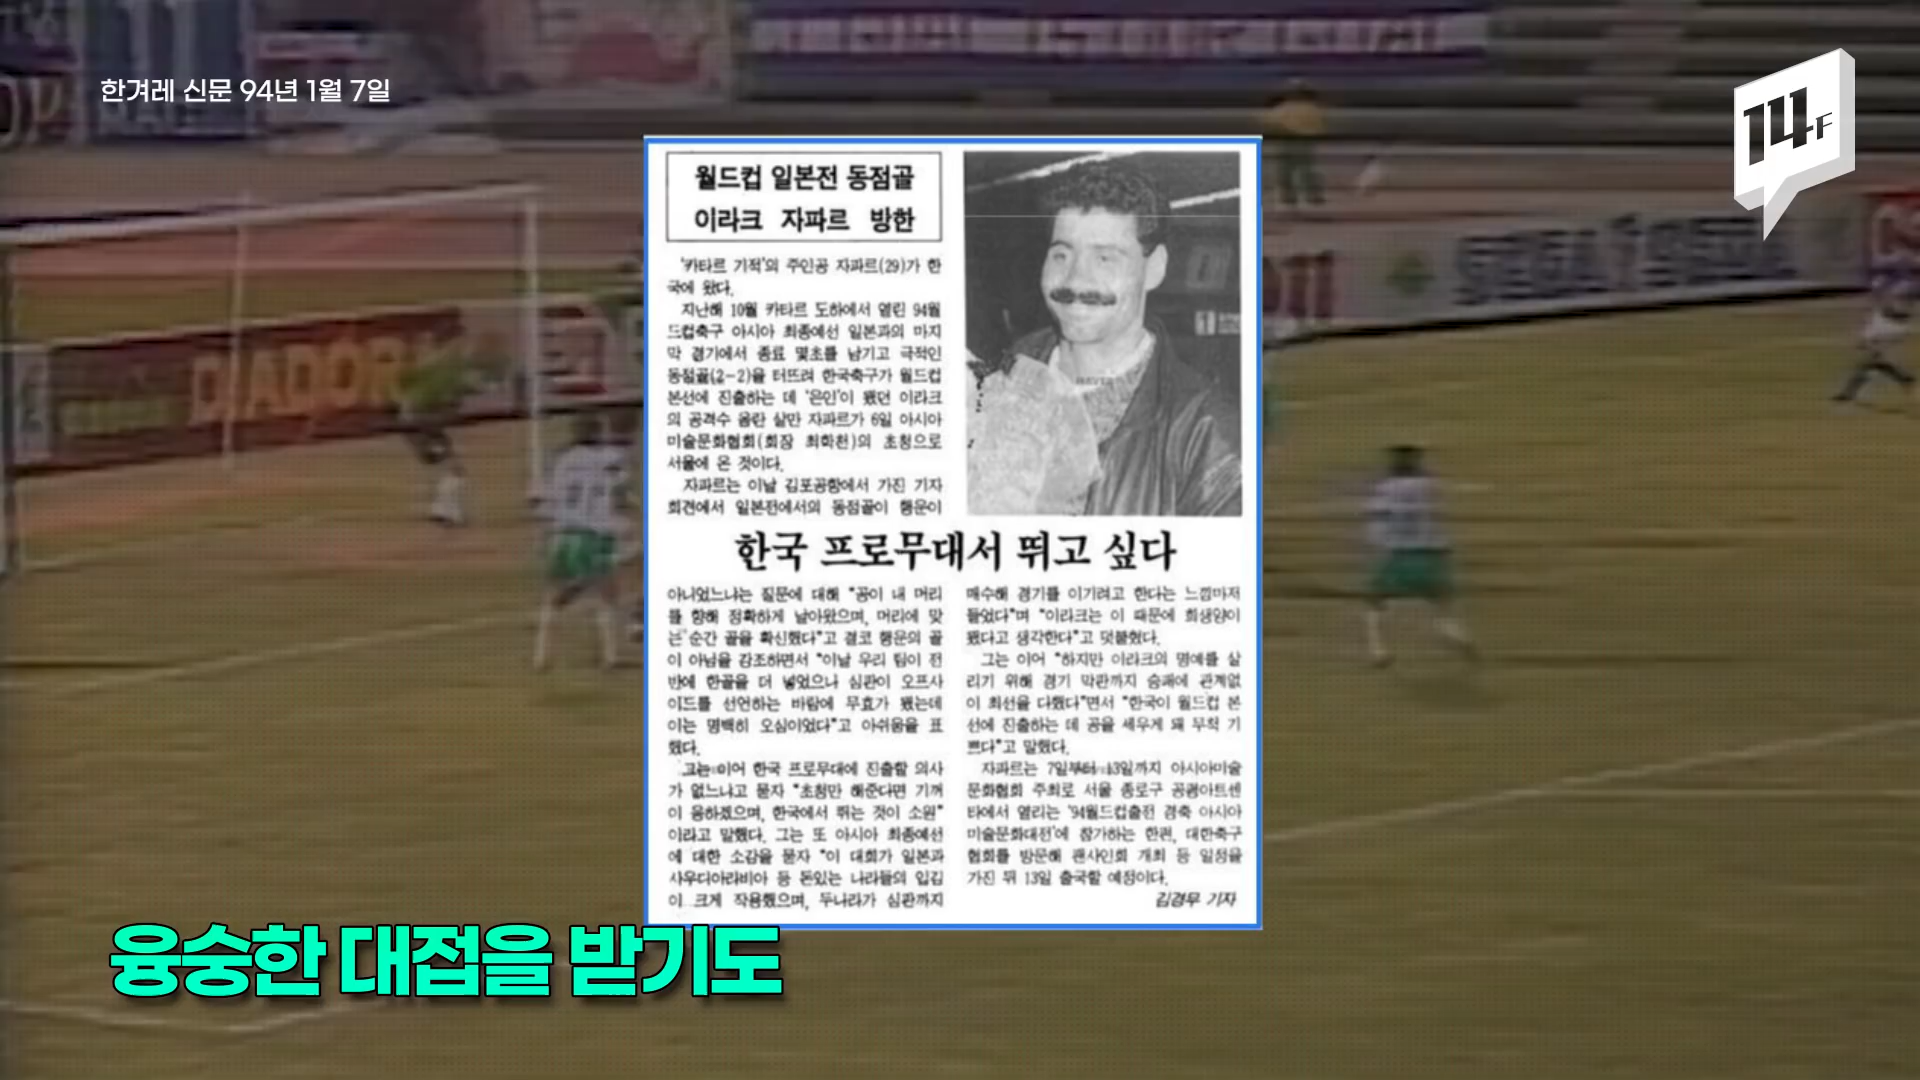 한겨레 신문 94년 1월 7일
14F
월드컵 일본전 동점골
이라크 자파르 방한
'카타르 기적'의 주인공 자파르(29)가 한
국에 왔다.
지난해 10월 카타르 도하에서 열린 94월
드컵축구 아시아 최종예선 일본과의 마지
막 경기에서 종료 몇초를 남기고 극적인
동점골(2-2)을 터뜨려 한국축구가 월드컵
본선에 진출하는 데 '은인'이 됐던 이라크
의 공격수 옴란 살만 자파르가 6일 아시아
미술문화협회(회장 최화천)의 초청으로
서울에 온 것이다.
자파르는 이날 김포공항에서 가진 기자
회견에서 일본전에서의 동점골이 행운이
한국 프로무대서 뛰고 싶다
아니었느냐는 질문에 대해 "공이 내 머리
를 향해 정확하게 날아왔으며, 머리에 맞
는 순간 골을 확신했다"고 결코 행운의 골
이 아님을 강조하면서 "이날 우리 팀이 전
반에 한골을 더 넣었으나 심판이 오프사
이드를 선언하는 바람에 무효가 됐는데
이는 명백히 오심이었다"고 아쉬움을 표
했다.
그는 이어 한국 프로무대에 진출할 의사
가 없느냐고 묻자 "초청만 해준다면 기꺼
이 응하겠으며, 한국에서 뛰는 것이 소원"
이라고 말했다. 그는 또 아시아 최종예선
에 대한 소감을 묻자 "이 대회가 일본과
사우디아라비아 등 돈있는 나라들의 입김
이 크게 작용했으며, 두나라가 심판까지
매수해 경기를 이기려고 한다는 느낌마저
들었다"며 "이라크는 이 때문에 희생양이
됐다고 생각한다"고 덧붙혔다.
그는 이어 "하지만 이라크의 명예를 살
리기 위해 경기 막판까지 승패에 관계없
이 최선을 다했다"면서 "한국이 월드컵 본
선에 진출하는 데 공을 세우게 돼 무척 기
쁘다"고 말했다.
자파르는 7일부터 13일까지 아시아미술
문화협회 주최로 서울 종로구 공평아트센
타에서 열리는 '94월드컵출전 경축 아시아
미술문화대전'에 참가하는 한편, 대한축구
협회를 방문해 팬사인회 개최 등 일정을
가진 뒤 13일 출국할 예정이다.
김경무 기자
DIADORA
융숭한 대접을 받기도